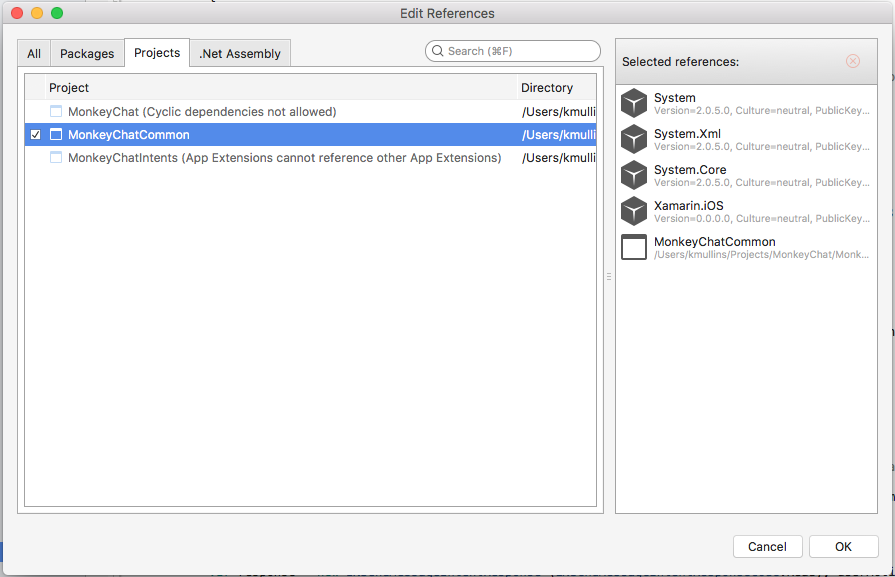 Edit References
All
Packages
Projects
.Net Assembly
Search (⌘F)
Project
Directory
MonkeyChat (Cyclic dependencies not allowed)
/Users/kmulli
MonkeyChatCommon
/Users/kmulli
MonkeyChatIntents (App Extensions cannot reference other App Extensions)
/Users/kmulli
Selected references:
System
Version=2.0.5.0, Culture=neutral, PublicKey...
System.Xml
Version=2.0.5.0, Culture=neutral, PublicKey...
System.Core
Version=2.0.5.0, Culture=neutral, PublicKey...
Xamarin.iOS
Version=0.0.0.0, Culture=neutral, PublicKey...
MonkeyChatCommon
/Users/kmullins/Projects/MonkeyChat/Monk...
Cancel
OK